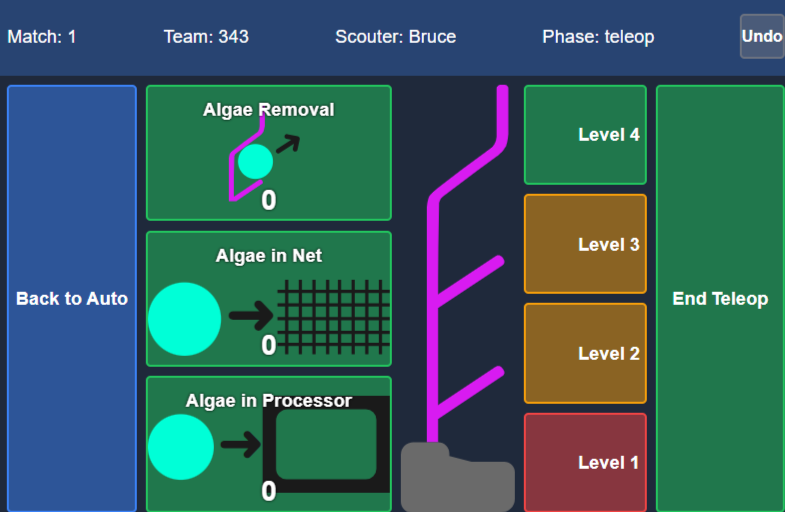 Match: 1
Team: 343
Scouter: Bruce
Phase: teleop
Undo
Back to Auto
Algae Removal
0
Algae in Net
0
Algae in Processor
0
Level 4
Level 3
Level 2
Level 1
End Teleop